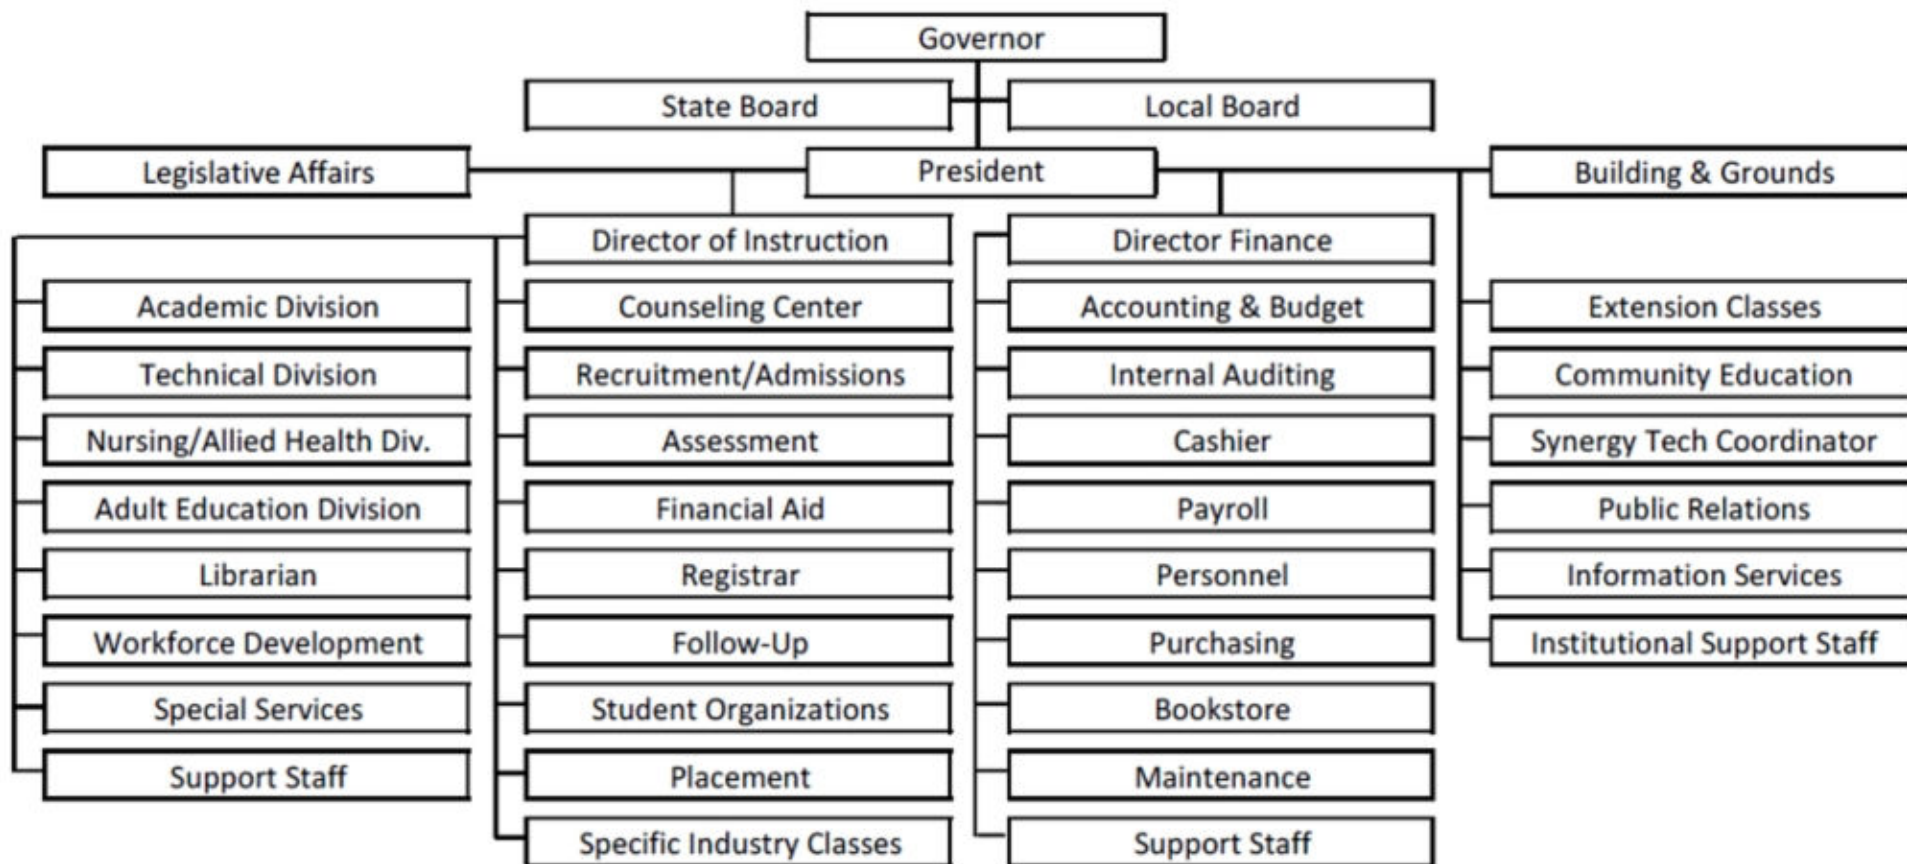 Governor
State Board
Local Board
Legislative Affairs
President
Building & Grounds
Director of Instruction
Director Finance
Academic Division
Counseling Center
Accounting & Budget
Extension Classes
Technical Division
Recruitment/Admissions
Internal Auditing
Community Education
Nursing/Allied Health Div.
Assessment
Cashier
Synergy Tech Coordinator
Adult Education Division
Financial Aid
Payroll
Public Relations
Librarian
Registrar
Personnel
Information Services
Workforce Development
Follow-Up
Purchasing
Institutional Support Staff
Special Services
Student Organizations
Bookstore
Support Staff
Placement
Maintenance
Specific Industry Classes
Support Staff